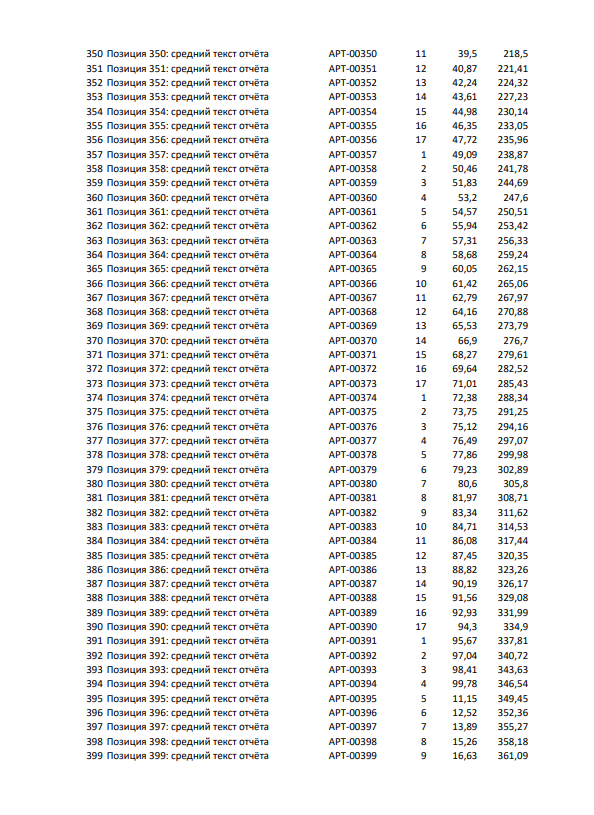 350 Позиция 350: средний текст отчёта АРТ-00350 11 39,5 218,5
351 Позиция 351: средний текст отчёта АРТ-00351 12 40,87 221,41
352 Позиция 352: средний текст отчёта АРТ-00352 13 42,24 224,32
353 Позиция 353: средний текст отчёта АРТ-00353 14 43,61 227,23
354 Позиция 354: средний текст отчёта АРТ-00354 15 44,98 230,14
355 Позиция 355: средний текст отчёта АРТ-00355 16 46,35 233,05
356 Позиция 356: средний текст отчёта АРТ-00356 17 47,72 235,96
357 Позиция 357: средний текст отчёта АРТ-00357 1 49,09 238,87
358 Позиция 358: средний текст отчёта АРТ-00358 2 50,46 241,78
359 Позиция 359: средний текст отчёта АРТ-00359 3 51,83 244,69
360 Позиция 360: средний текст отчёта АРТ-00360 4 53,2 247,6
361 Позиция 361: средний текст отчёта АРТ-00361 5 54,57 250,51
362 Позиция 362: средний текст отчёта АРТ-00362 6 55,94 253,42
363 Позиция 363: средний текст отчёта АРТ-00363 7 57,31 256,33
364 Позиция 364: средний текст отчёта АРТ-00364 8 58,68 259,24
365 Позиция 365: средний текст отчёта АРТ-00365 9 60,05 262,15
366 Позиция 366: средний текст отчёта АРТ-00366 10 61,42 265,06
367 Позиция 367: средний текст отчёта АРТ-00367 11 62,79 267,97
368 Позиция 368: средний текст отчёта АРТ-00368 12 64,16 270,88
369 Позиция 369: средний текст отчёта АРТ-00369 13 65,53 273,79
370 Позиция 370: средний текст отчёта АРТ-00370 14 66,9 276,7
371 Позиция 371: средний текст отчёта АРТ-00371 15 68,27 279,61
372 Позиция 372: средний текст отчёта АРТ-00372 16 69,64 282,52
373 Позиция 373: средний текст отчёта АРТ-00373 17 71,01 285,43
374 Позиция 374: средний текст отчёта АРТ-00374 1 72,38 288,34
375 Позиция 375: средний текст отчёта АРТ-00375 2 73,75 291,25
376 Позиция 376: средний текст отчёта АРТ-00376 3 75,12 294,16
377 Позиция 377: средний текст отчёта АРТ-00377 4 76,49 297,07
378 Позиция 378: средний текст отчёта АРТ-00378 5 77,86 299,98
379 Позиция 379: средний текст отчёта АРТ-00379 6 79,23 302,89
380 Позиция 380: средний текст отчёта АРТ-00380 7 80,6 305,8
381 Позиция 381: средний текст отчёта АРТ-00381 8 81,97 308,71
382 Позиция 382: средний текст отчёта АРТ-00382 9 83,34 311,62
383 Позиция 383: средний текст отчёта АРТ-00383 10 84,71 314,53
384 Позиция 384: средний текст отчёта АРТ-00384 11 86,08 317,44
385 Позиция 385: средний текст отчёта АРТ-00385 12 87,45 320,35
386 Позиция 386: средний текст отчёта АРТ-00386 13 88,82 323,26
387 Позиция 387: средний текст отчёта АРТ-00387 14 90,19 326,17
388 Позиция 388: средний текст отчёта АРТ-00388 15 91,56 329,08
389 Позиция 389: средний текст отчёта АРТ-00389 16 92,93 331,99
390 Позиция 390: средний текст отчёта АРТ-00390 17 94,3 334,9
391 Позиция 391: средний текст отчёта АРТ-00391 1 95,67 337,81
392 Позиция 392: средний текст отчёта АРТ-00392 2 97,04 340,72
393 Позиция 393: средний текст отчёта АРТ-00393 3 98,41 343,63
394 Позиция 394: средний текст отчёта АРТ-00394 4 99,78 346,54
395 Позиция 395: средний текст отчёта АРТ-00395 5 11,15 349,45
396 Позиция 396: средний текст отчёта АРТ-00396 6 12,52 352,36
397 Позиция 397: средний текст отчёта АРТ-00397 7 13,89 355,27
398 Позиция 398: средний текст отчёта АРТ-00398 8 15,26 358,18
399 Позиция 399: средний текст отчёта АРТ-00399 9 16,63 361,09